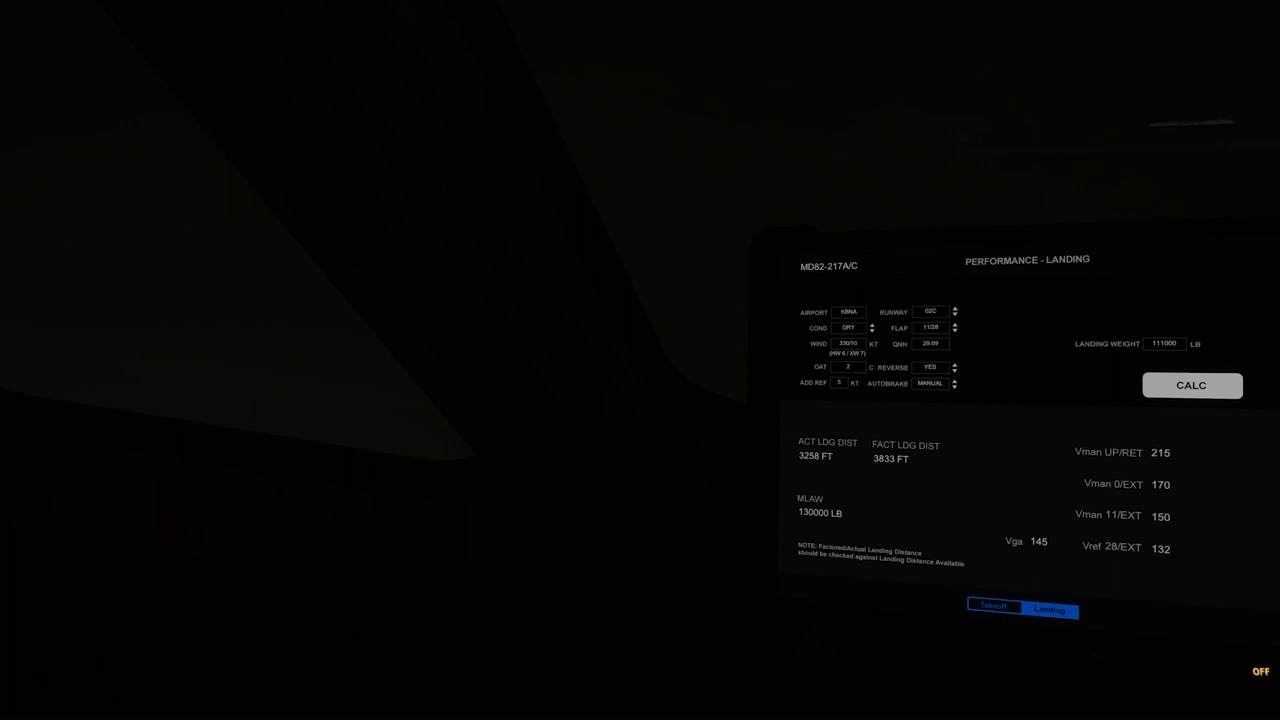 MD82-217A/C PERFORMANCE - LANDING
AIRPORT KBNA RUNWAY 02C
COND DRY FLAP 11/28
WIND 330/10 KT QNH 29.69 LANDING WEIGHT 111000 LB
(HW 6 / XW 7)
OAT 2 C REVERSE YES
ADD REF 5 KT AUTOBRAKE MANUAL CALC
ACT LDG DIST FACT LDG DIST Vman UP/RET 215
3258 FT 3833 FT
Vman 0/EXT 170
MLAW
130000 LB Vman 11/EXT 150
Vga 145 Vref 28/EXT 132
NOTE: Factored/Actual Landing Distance
should be checked against Landing Distance Available
Takeoff Landing
OFF